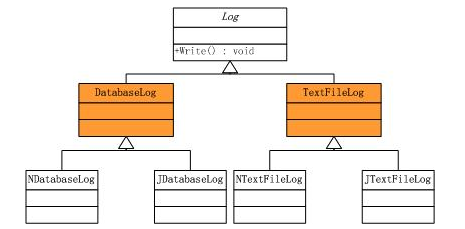 Log
+Write() : void
DatabaseLog
TextFileLog
NDatabaseLog
JDatabaseLog
NTextFileLog
JTextFileLog